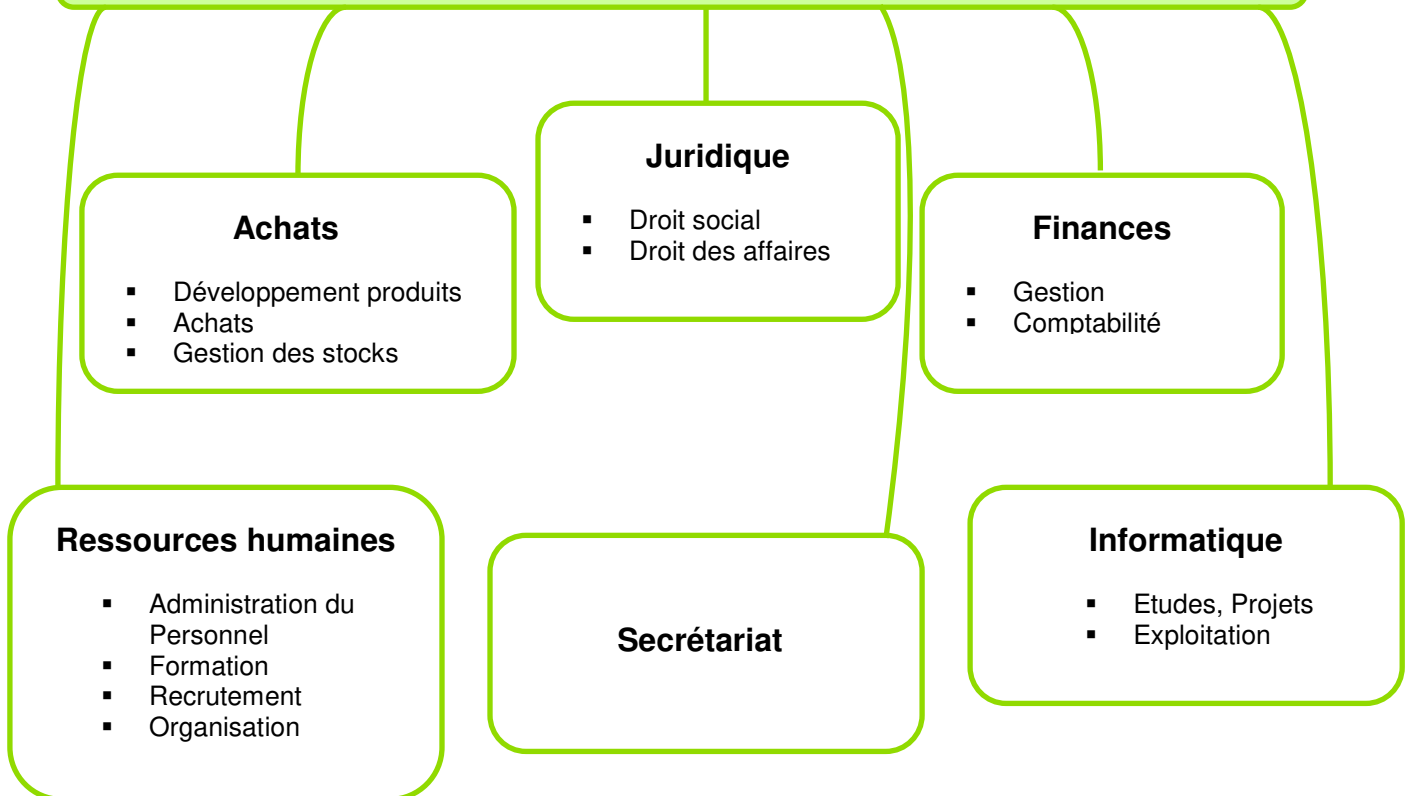 Juridique
▪ Droit social
▪ Droit des affaires
Achats
▪ Développement produits
▪ Achats
▪ Gestion des stocks
Finances
▪ Gestion
▪ Comptabilité
Ressources humaines
▪ Administration du
Personnel
▪ Formation
▪ Recrutement
▪ Organisation
Secrétariat
Informatique
▪ Etudes, Projets
▪ Exploitation